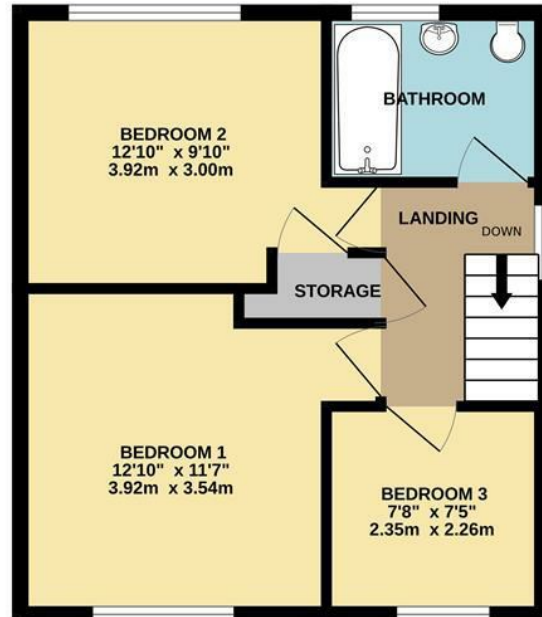 BATHROOM
BEDROOM 2
12'10" x 9'10"
3.92m x 3.00m
LANDING
DOWN
STORAGE
BEDROOM 1
12'10" x 11'7"
3.92m x 3.54m
BEDROOM 3
7'8" x 7'5"
2.35m x 2.26m